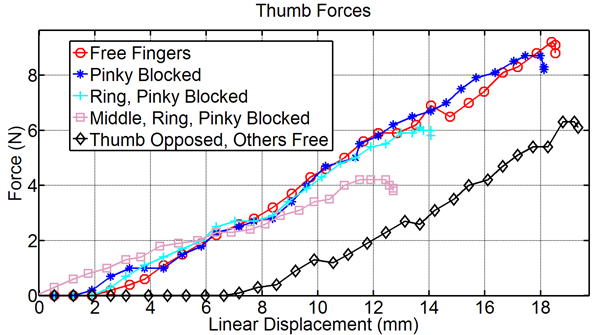 Thumb Forces
Free Fingers
Pinky Blocked
Ring, Pinky Blocked
Middle, Ring, Pinky Blocked
Thumb Opposed, Others Free
Force (N)
8
6
4
2
0
0 2 4 6 8 10 12 14 16 18
Linear Displacement (mm)